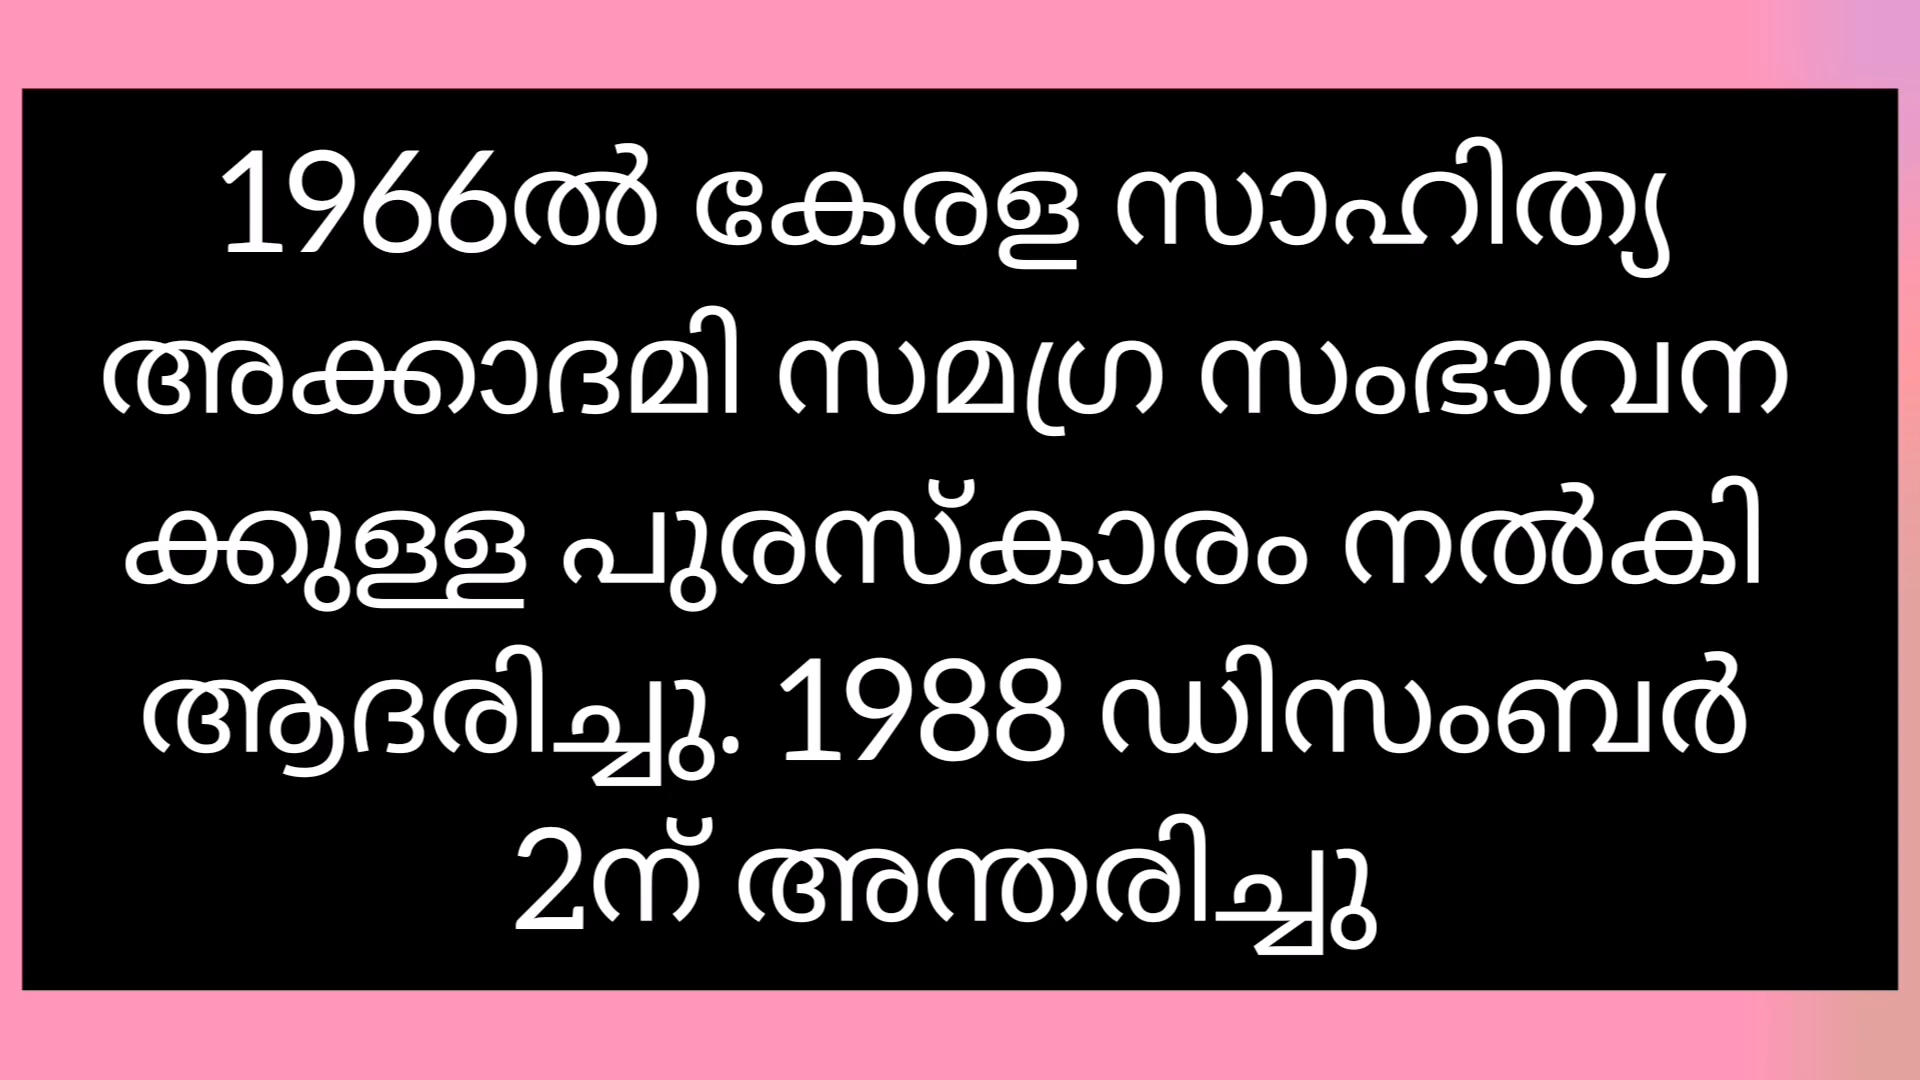 1966ൽ കേരള സാഹിത്യ
അക്കാദമി സമഗ്ര സംഭാവന
ക്കുള്ള പുരസ്കാരം നൽകി
ആദരിച്ചു. 1988 ഡിസംബർ
2ന് അന്തരിച്ചു